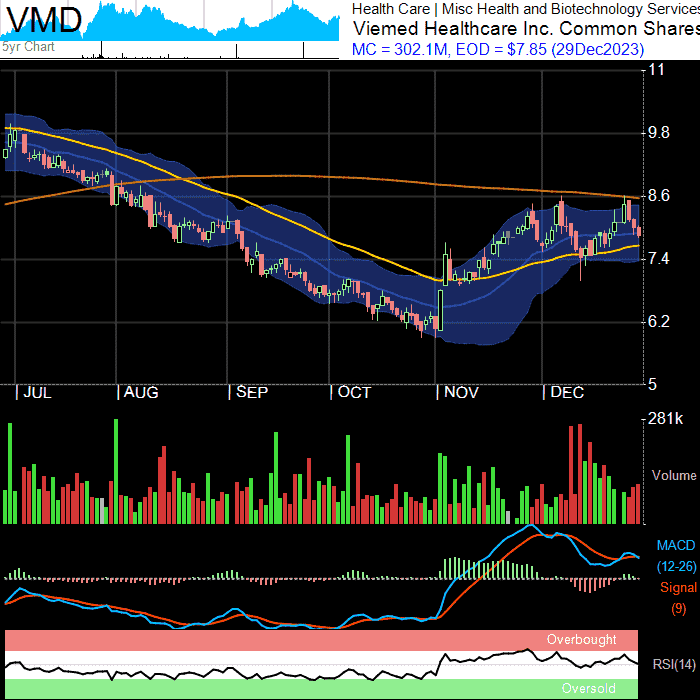 VMD
5yr Chart
Health Care | Misc Health and Biotechnology Services
Viemed Healthcare Inc. Common Shares
MC = 302.1M, EOD = $7.85 (29Dec2023)
11
9.8
8.6
7.4
6.2
5
JUL
AUG
SEP
OCT
NOV
DEC
281k
Volume
MACD
(12-26)
Signal
(9)
Overbought
RSI(14)
Oversold